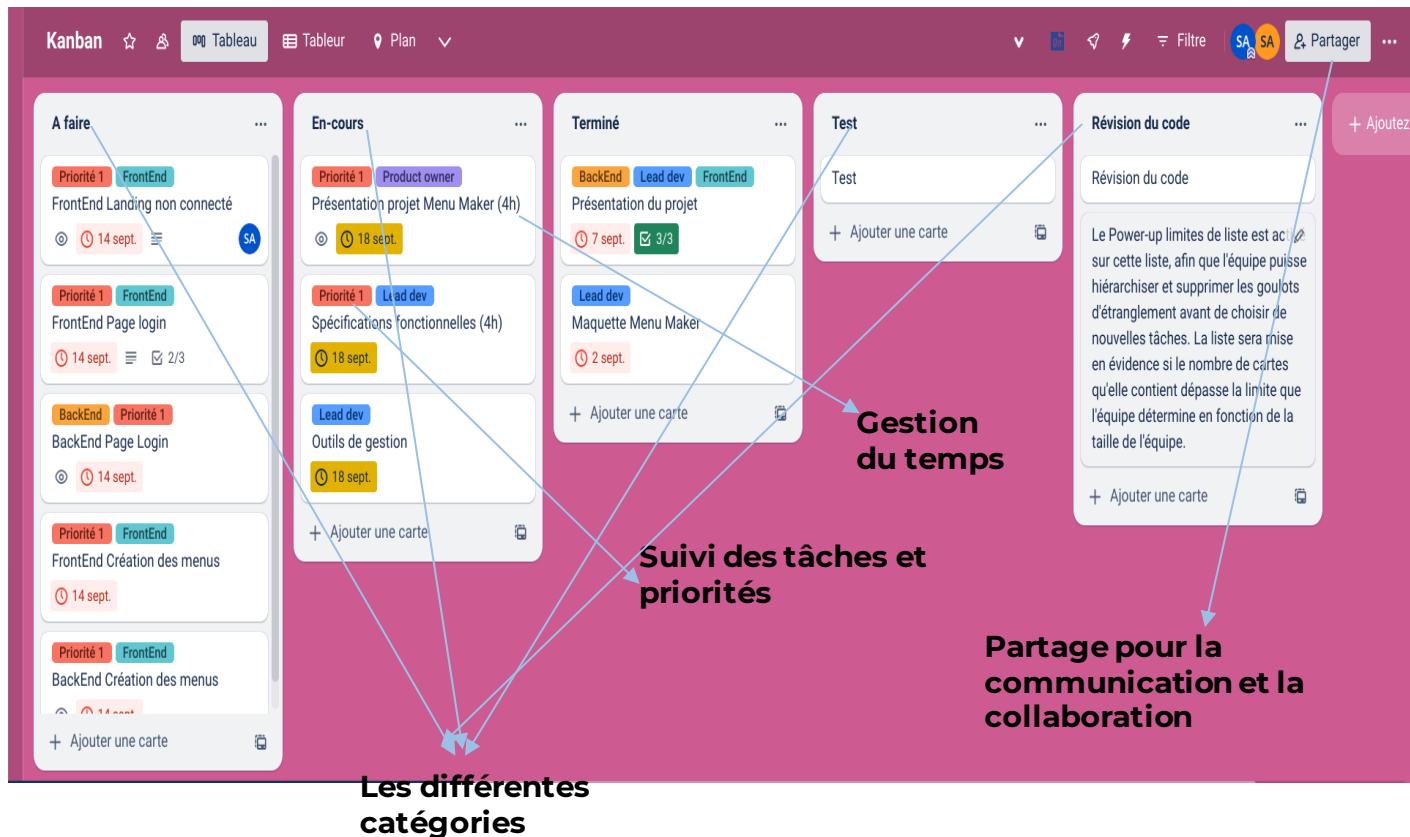 Kanban Tableau Tableur Plan Filtre SA SA Partager
A faire
Priorité 1 FrontEnd
FrontEnd Landing non connecté
14 sept. SA
Priorité 1 FrontEnd
FrontEnd Page login
14 sept. 2/3
BackEnd Priorité 1
BackEnd Page Login
14 sept.
Priorité 1 FrontEnd
FrontEnd Création des menus
14 sept.
Priorité 1 FrontEnd
BackEnd Création des menus
14 sept.
+ Ajouter une carte
En-cours
Priorité 1 Product owner
Présentation projet Menu Maker (4h)
18 sept.
Priorité 1 Lead dev
Spécifications fonctionnelles (4h)
18 sept.
Lead dev
Outils de gestion
18 sept.
+ Ajouter une carte
Terminé
BackEnd Lead dev FrontEnd
Présentation du projet
7 sept. 3/3
Lead dev
Maquette Menu Maker
2 sept.
+ Ajouter une carte
Test
Test
+ Ajouter une carte
Révision du code
Révision du code
Le Power-up limites de liste est activé
sur cette liste, afin que l'équipe puisse
hiérarchiser et supprimer les goulots
d'étranglement avant de choisir de
nouvelles tâches. La liste sera mise
en évidence si le nombre de cartes
qu'elle contient dépasse la limite que
l'équipe détermine en fonction de la
taille de l'équipe.
+ Ajouter une carte
+ Ajoutez
Gestion
du temps
Suivi des tâches et
priorités
Partage pour la
communication et la
collaboration
Les différentes
catégories